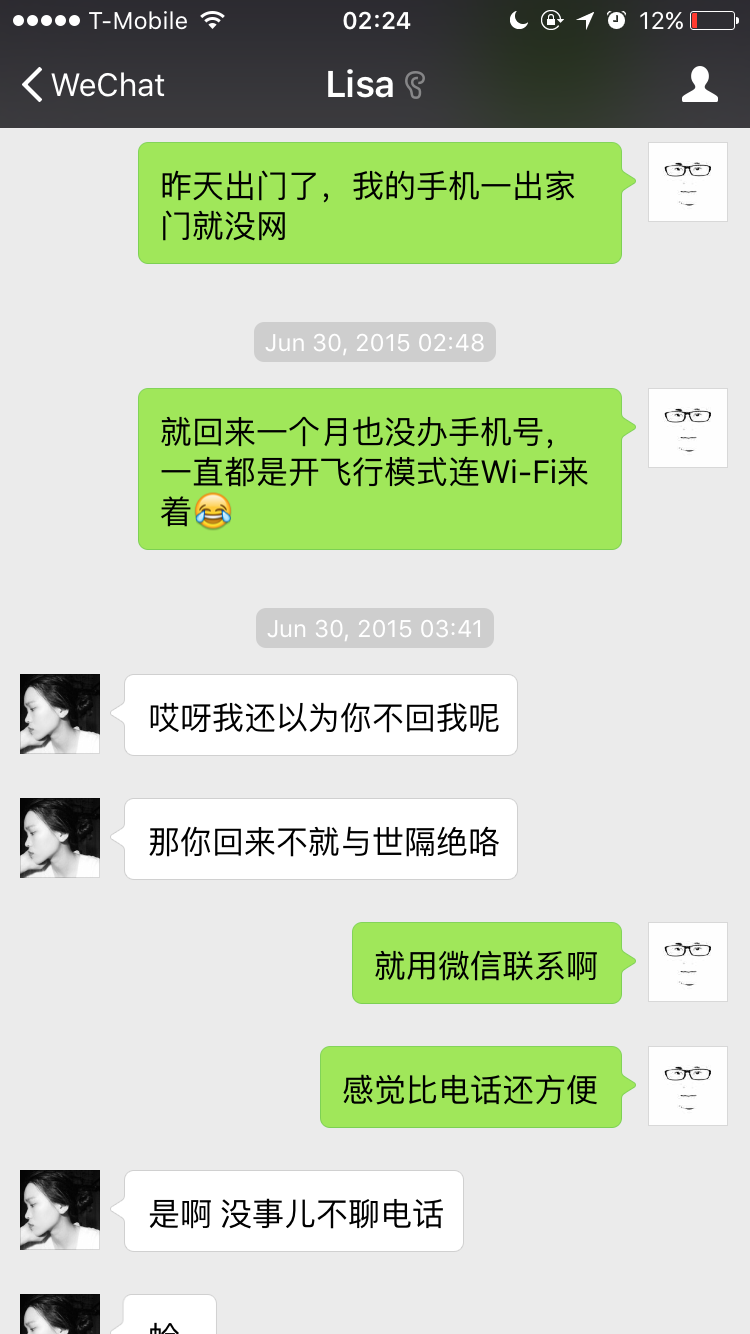 T-Mobile 02:24 12%
WeChat Lisa
昨天出门了，我的手机一出家
门就没网
Jun 30, 2015 02:48
就回来一个月也没办手机号，
一直都是开飞行模式连Wi-Fi来
着😂
Jun 30, 2015 03:41
哎呀我还以为你不回我呢
那你回来不就与世隔绝咯
就用微信联系啊
感觉比电话还方便
是啊 没事儿不聊电话